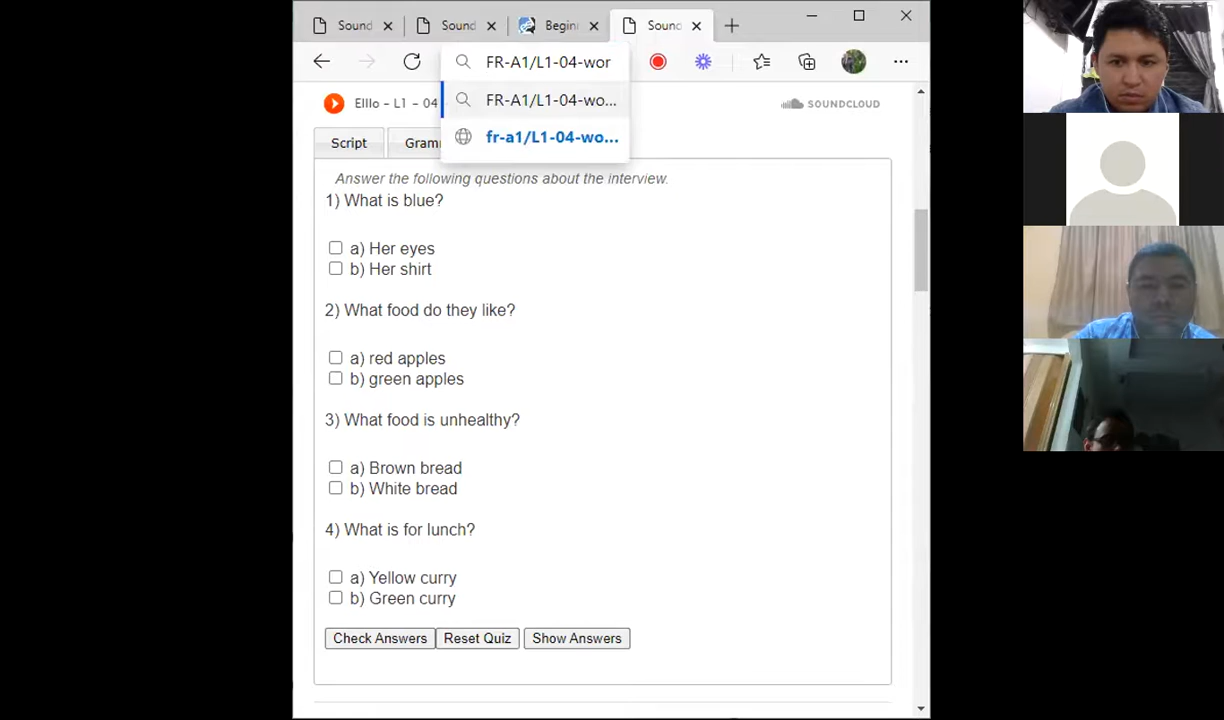 Sound
Sound
Begin
Soun
FR-A1/L1-04-wor
FR-A1/L1-04-wo...
fr-a1/L1-04-wo...
Elllo - L1 - 04
SOUNDCLOUD
Script
Gram
Answer the following questions about the interview.
1) What is blue?
a) Her eyes
b) Her shirt
2) What food do they like?
a) red apples
b) green apples
3) What food is unhealthy?
a) Brown bread
b) White bread
4) What is for lunch?
a) Yellow curry
b) Green curry
Check Answers
Reset Quiz
Show Answers